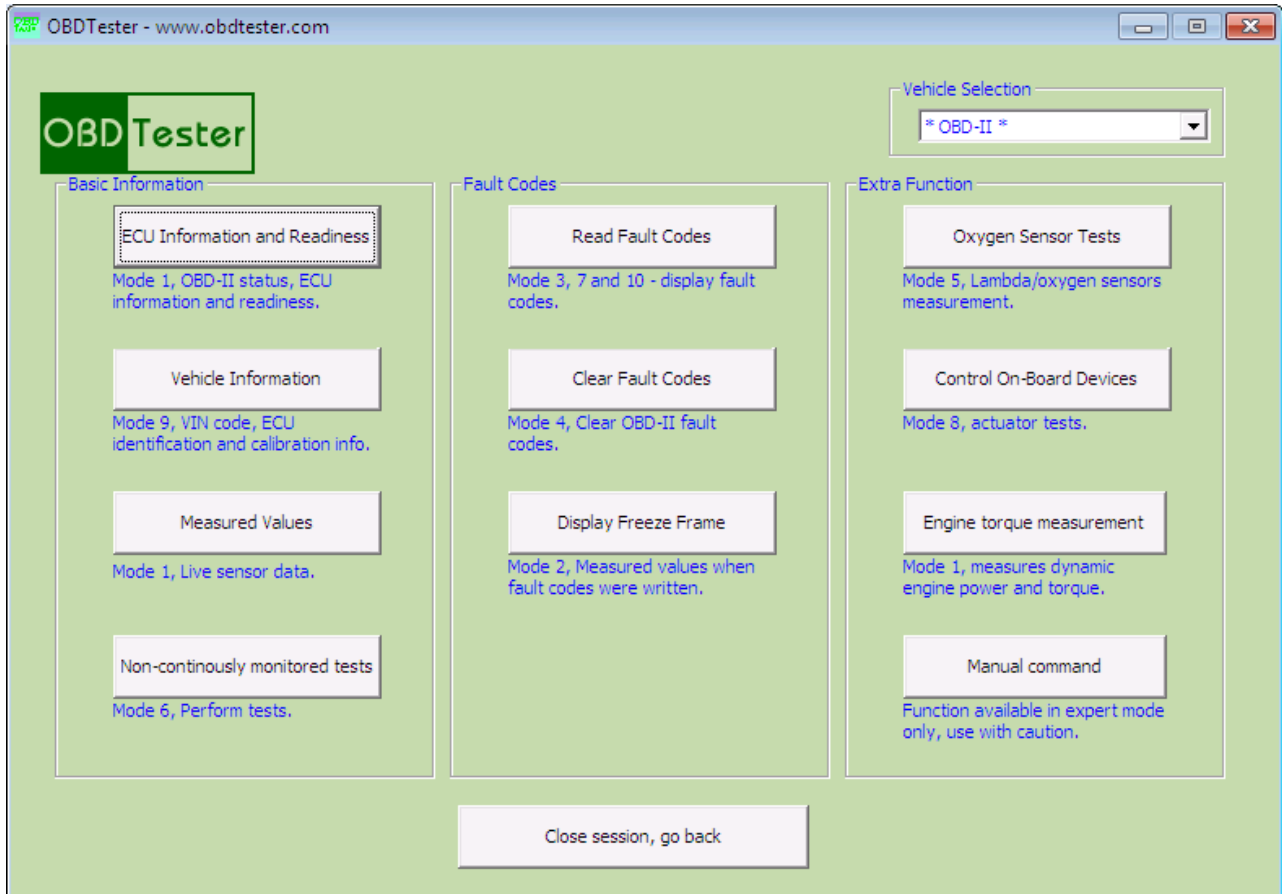 OBDTester - www.obdtester.com
OBD Tester
Vehicle Selection
* OBD-II *
Basic Information
ECU Information and Readiness
Mode 1, OBD-II status, ECU
information and readiness.
Vehicle Information
Mode 9, VIN code, ECU
identification and calibration info.
Measured Values
Mode 1, Live sensor data.
Non-continously monitored tests
Mode 6, Perform tests.
Fault Codes
Read Fault Codes
Mode 3, 7 and 10 - display fault
codes.
Clear Fault Codes
Mode 4, Clear OBD-II fault
codes.
Display Freeze Frame
Mode 2, Measured values when
fault codes were written.
Extra Function
Oxygen Sensor Tests
Mode 5, Lambda/oxygen sensors
measurement.
Control On-Board Devices
Mode 8, actuator tests.
Engine torque measurement
Mode 1, measures dynamic
engine power and torque.
Manual command
Function available in expert mode
only, use with caution.
Close session, go back